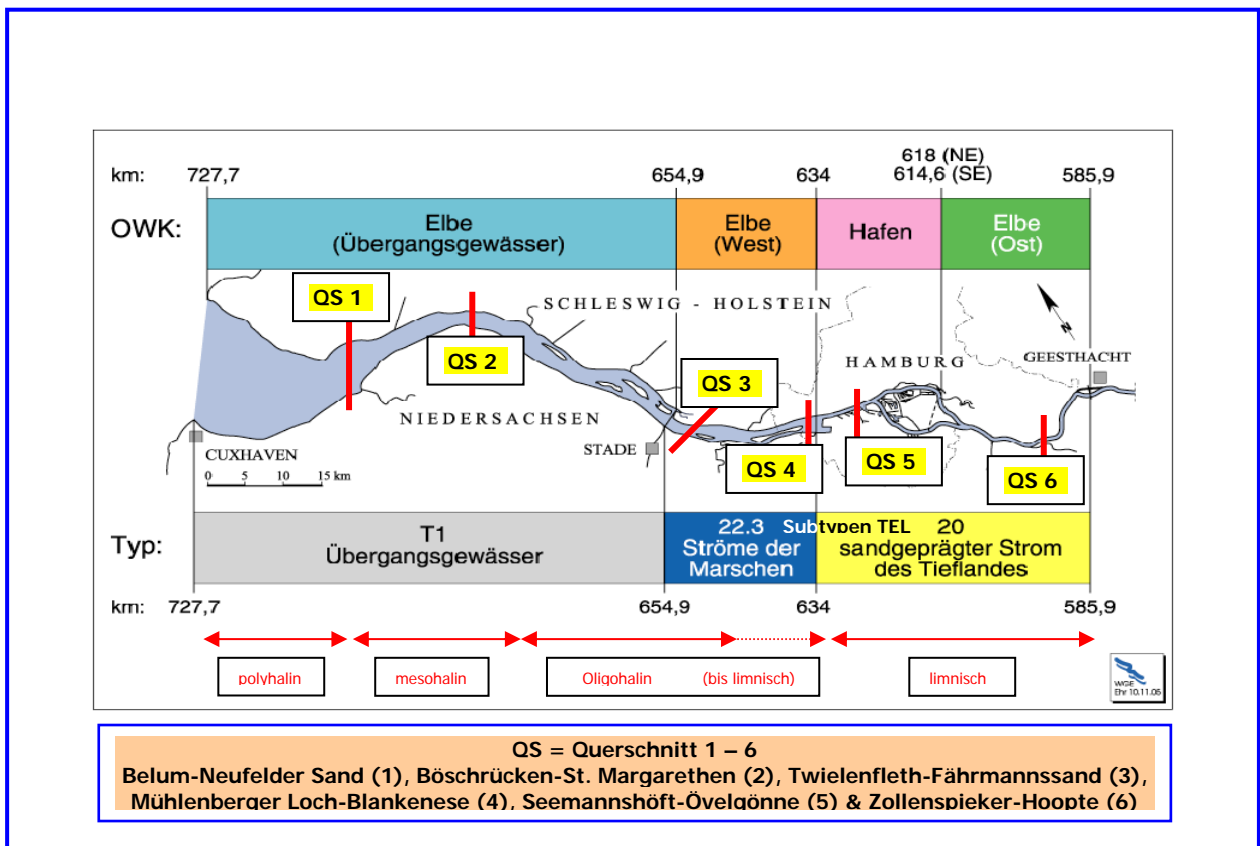 618 (NE)
km: 727,7 654,9 634 614,6 (SE) 585,9
OWK:
Elbe
(Übergangsgewässer)
Elbe
(West)
Hafen
Elbe
(Ost)
QS 1
SCHLESWIG - HOLSTEIN
QS 2
QS 3
HAMBURG
GEESTHACHT
N
NIEDERSACHSEN
STADE
CUXHAVEN
0 5 10 15 km
QS 4
QS 5
QS 6
Typ:
T1
Übergangsgewässer
22.3 Subtypen TEL 20
Ströme der
Marschen
sandgeprägter Strom
des Tieflandes
km: 727,7 654,9 634 585,9
polyhalin
mesohalin
Oligohalin (bis limnisch)
limnisch
WGE
Ehr 10.11.05
QS = Querschnitt 1 – 6
Belum-Neufelder Sand (1), Böschrücken-St. Margarethen (2), Twielenfleth-Fährmannssand (3),
Mühlenberger Loch-Blankenese (4), Seemannshöft-Övelgönne (5) & Zollenspieker-Hoopte (6)